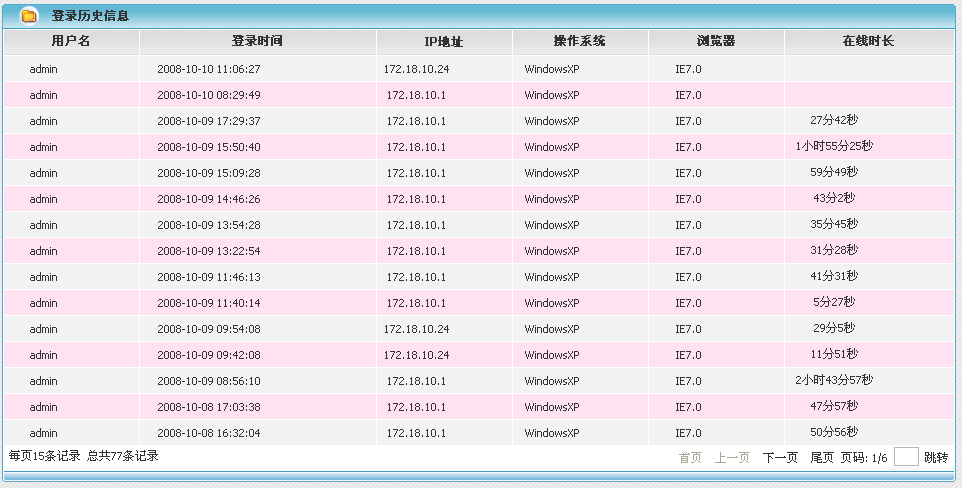 登录历史信息
用户名 登录时间 IP地址 操作系统 浏览器 在线时长
admin 2008-10-10 11:06:27 172.18.10.24 WindowsXP IE7.0
admin 2008-10-10 08:29:49 172.18.10.1 WindowsXP IE7.0
admin 2008-10-09 17:29:37 172.18.10.1 WindowsXP IE7.0 27分42秒
admin 2008-10-09 15:50:40 172.18.10.1 WindowsXP IE7.0 1小时55分25秒
admin 2008-10-09 15:09:28 172.18.10.1 WindowsXP IE7.0 59分49秒
admin 2008-10-09 14:46:26 172.18.10.1 WindowsXP IE7.0 43分2秒
admin 2008-10-09 13:54:28 172.18.10.1 WindowsXP IE7.0 35分45秒
admin 2008-10-09 13:22:54 172.18.10.1 WindowsXP IE7.0 31分28秒
admin 2008-10-09 11:46:13 172.18.10.1 WindowsXP IE7.0 41分31秒
admin 2008-10-09 11:40:14 172.18.10.1 WindowsXP IE7.0 5分27秒
admin 2008-10-09 09:54:08 172.18.10.24 WindowsXP IE7.0 29分5秒
admin 2008-10-09 09:42:08 172.18.10.24 WindowsXP IE7.0 11分51秒
admin 2008-10-09 08:56:10 172.18.10.1 WindowsXP IE7.0 2小时43分57秒
admin 2008-10-08 17:03:38 172.18.10.1 WindowsXP IE7.0 47分57秒
admin 2008-10-08 16:32:04 172.18.10.1 WindowsXP IE7.0 50分56秒
每页15条记录 总共77条记录 首页 上一页 下一页 尾页 页码: 1/6 跳转